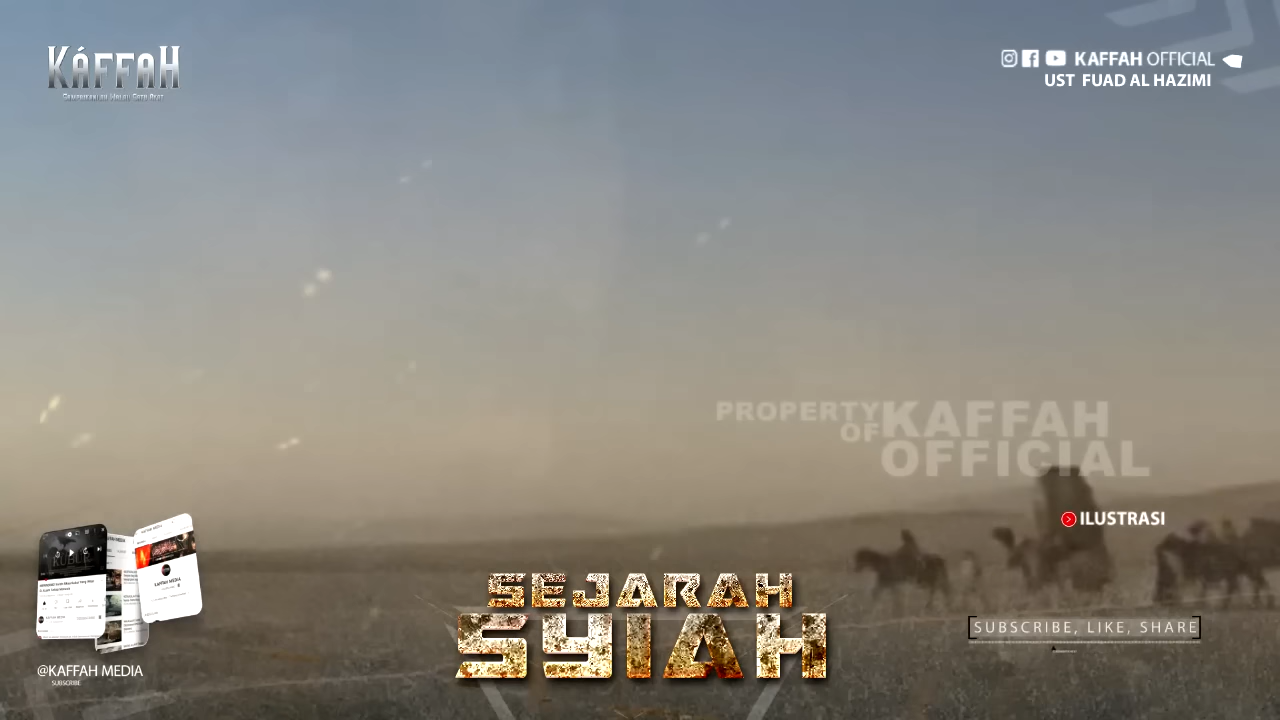 KÁFFAH
KAFFAH OFFICIAL
UST FUAD AL HAZIMI
PROPERTY
OF
KAFFAH
OFFICIAL
ILUSTRASI
SEJARAH
SYIAH
SUBSCRIBE, LIKE, SHARE
@KAFFAH MEDIA
SUBSCRIBE